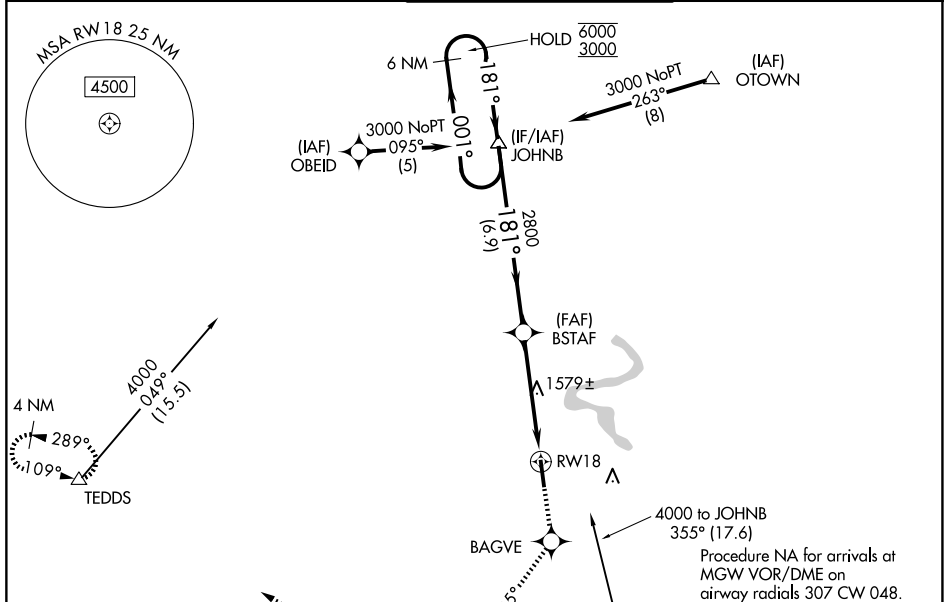 MSA RW18 25 NM
4500
HOLD 6000
3000
6 NM
181°
001°
3000 NoPT
263°
(8)
(IAF)
OTOWN
(IAF)
OBEID
3000 NoPT
095°
(5)
(IF/IAF)
JOHNB
2800
181°
(6.9)
(FAF)
BSTAF
1579±
4000
049°
(15.5)
4 NM
289°
109°
TEDDS
RW18
BAGVE
4000 to JOHNB
355° (17.6)
Procedure NA for arrivals at
MGW VOR/DME on
airway radials 307 CW 048.